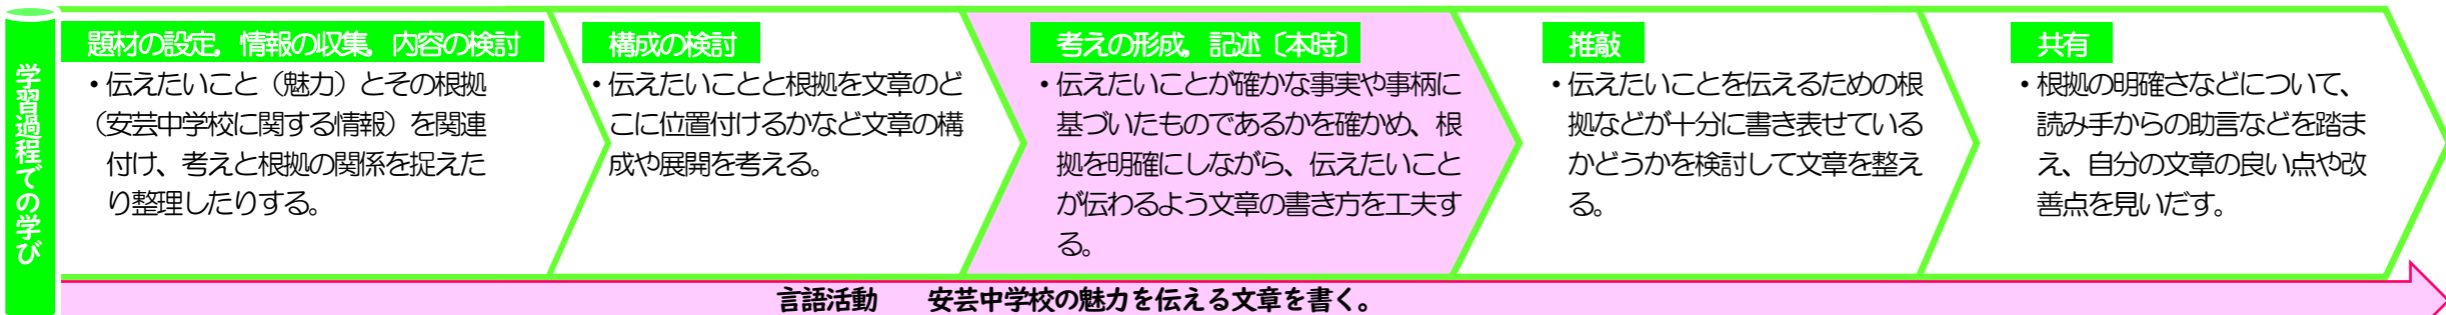 学習過程での学び
題材の設定，情報の収集，内容の検討
・伝えたいこと（魅力）とその根拠
（安芸中学校に関する情報）を関連
付け、考えと根拠の関係を捉えた
り整理したりする。
構成の検討
・伝えたいことと根拠を文章のど
こに位置付けるかなど文章の構
成や展開を考える。
考えの形成，記述〔本時〕
・伝えたいことが確かな事実や事柄に
基づいたものであるかを確かめ、根
拠を明確にしながら、伝えたいこと
が伝わるよう文章の書き方を工夫す
る。
推敲
・伝えたいことを伝えるための根
拠などが十分に書き表せている
かどうかを検討して文章を整え
る。
共有
・根拠の明確さなどについて、
読み手からの助言などを踏ま
え、自分の文章の良い点や改
善点を見いだす。
言語活動　　安芸中学校の魅力を伝える文章を書く。